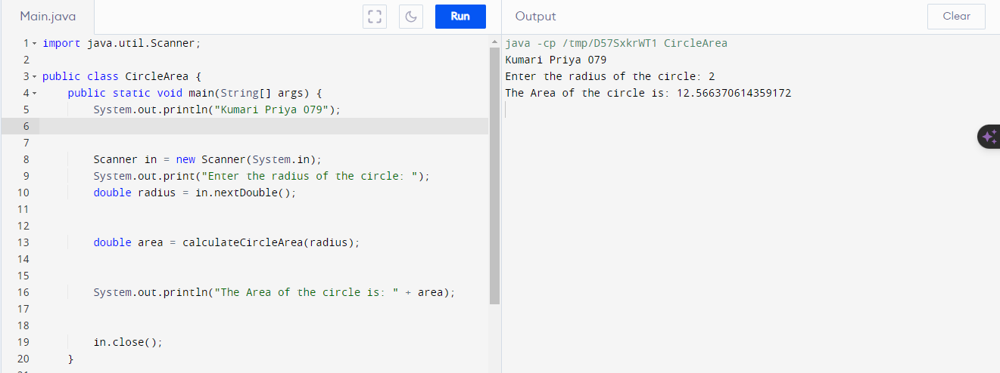 Main.java
Run
Output
Clear
1 import java.util.Scanner;
2
3 public class CircleArea {
4 public static void main(String[] args) {
5 System.out.println("Kumari Priya 079");
6
7
8 Scanner in = new Scanner(System.in);
9 System.out.print("Enter the radius of the circle: ");
10 double radius = in.nextDouble();
11
12
13 double area = calculateCircleArea(radius);
14
15
16 System.out.println("The Area of the circle is: " + area);
17
18
19 in.close();
20 }
java -cp /tmp/D57SxkrWT1 CircleArea
Kumari Priya 079
Enter the radius of the circle: 2
The Area of the circle is: 12.566370614359172